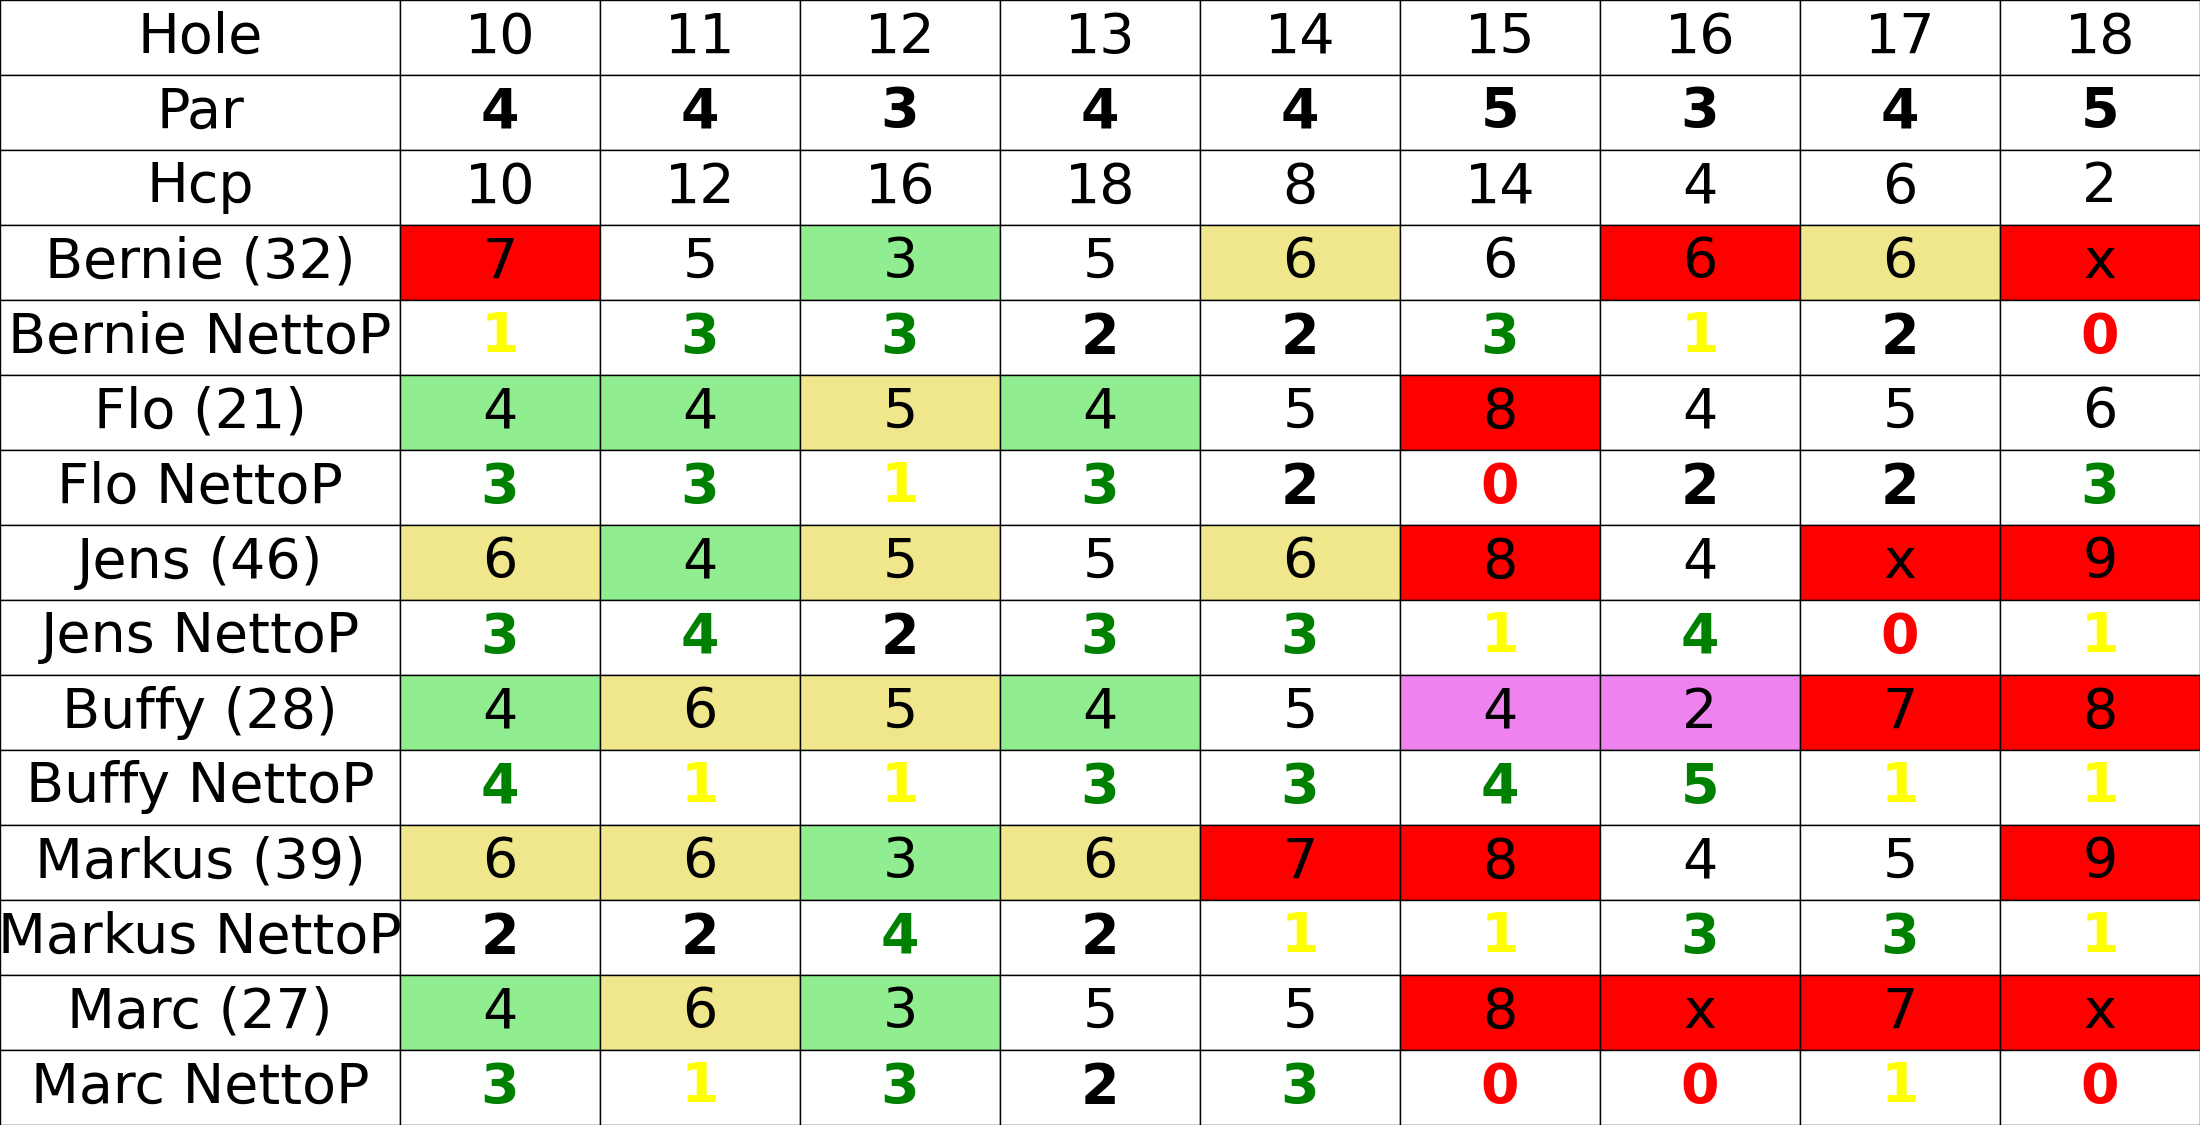 Hole 10 11 12 13 14 15 16 17 18
Par 4 4 3 4 4 5 3 4 5
Hcp 10 12 16 18 8 14 4 6 2
Bernie (32) 7 5 3 5 6 6 6 6 x
Bernie NettoP 1 3 3 2 2 3 1 2 0
Flo (21) 4 4 5 4 5 8 4 5 6
Flo NettoP 3 3 1 3 2 0 2 2 3
Jens (46) 6 4 5 5 6 8 4 x 9
Jens NettoP 3 4 2 3 3 1 4 0 1
Buffy (28) 4 6 5 4 5 4 2 7 8
Buffy NettoP 4 1 1 3 3 4 5 1 1
Markus (39) 6 6 3 6 7 8 4 5 9
Markus NettoP 2 2 4 2 1 1 3 3 1
Marc (27) 4 6 3 5 5 8 x 7 x
Marc NettoP 3 1 3 2 3 0 0 1 0